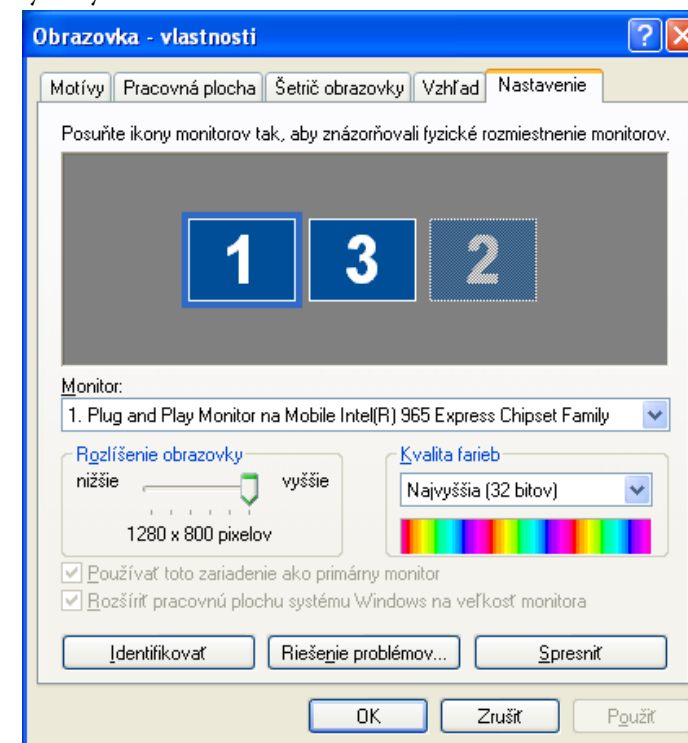 Obrazovka - vlastnosti
Motívy Pracovná plocha Šetrič obrazovky Vzhľad Nastavenie
Posuňte ikony monitorov tak, aby znázorňovali fyzické rozmiestnenie monitorov.
1 3 2
Monitor:
1. Plug and Play Monitor na Mobile Intel(R) 965 Express Chipset Family
Rozlíšenie obrazovky
nižšie vyššie
1280 x 800 pixelov
Kvalita farieb
Najvyššia (32 bitov)
Používať toto zariadenie ako primárny monitor
Rozšíriť pracovnú plochu systému Windows na veľkosť monitora
Identifikovať Riešenie problémov... Spresniť
OK Zrušiť Použiť